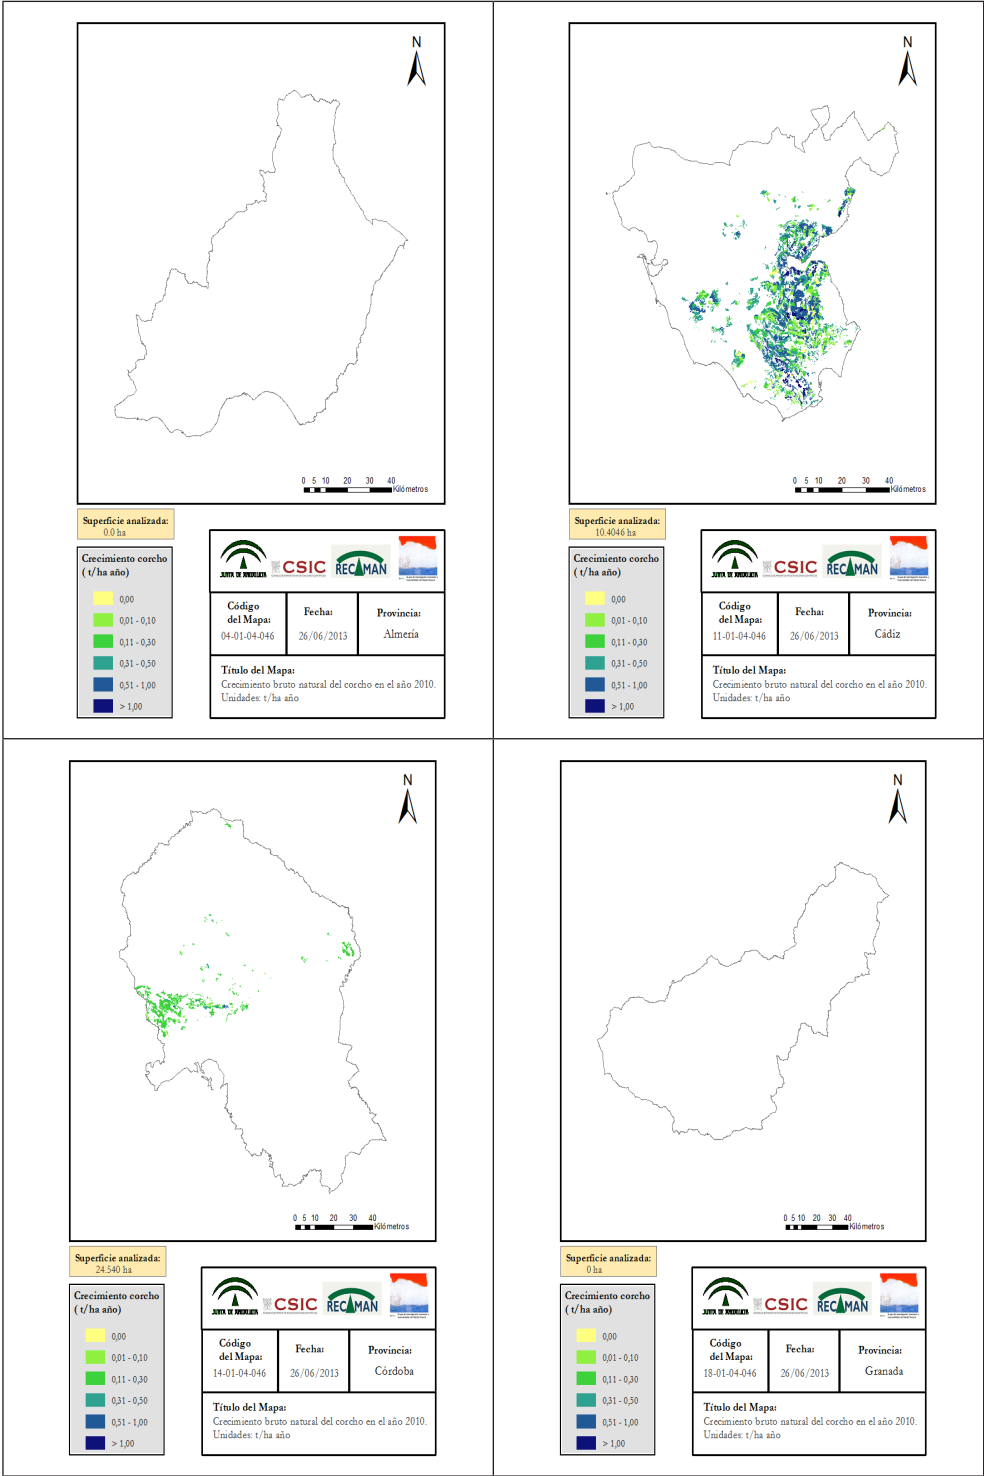 N
0 5 10 20 30 40
Kilómetros
Superficie analizada:
0.0 ha
Crecimiento corcho
( t/ha año)
0,00
0,01 - 0,10
0,11 - 0,30
0,31 - 0,50
0,51 - 1,00
> 1,00
JUNTA DE ANDALUCIA
CSIC
RECAMAN
Código
del Mapa:
04-01-04-046
Fecha:
26/06/2013
Provincia:
Almería
Título del Mapa:
Crecimiento bruto natural del corcho en el año 2010.
Unidades: t/ha año
N
0 5 10 20 30 40
Kilómetros
Superficie analizada:
10.4046 ha
Crecimiento corcho
( t/ha año)
0,00
0,01 - 0,10
0,11 - 0,30
0,31 - 0,50
0,51 - 1,00
> 1,00
JUNTA DE ANDALUCIA
CSIC
RECAMAN
Código
del Mapa:
11-01-04-046
Fecha:
26/06/2013
Provincia:
Cádiz
Título del Mapa:
Crecimiento bruto natural del corcho en el año 2010.
Unidades: t/ha año
N
0 5 10 20 30 40
Kilómetros
Superficie analizada:
24.540 ha
Crecimiento corcho
( t/ha año)
0,00
0,01 - 0,10
0,11 - 0,30
0,31 - 0,50
0,51 - 1,00
> 1,00
JUNTA DE ANDALUCIA
CSIC
RECAMAN
Código
del Mapa:
14-01-04-046
Fecha:
26/06/2013
Provincia:
Córdoba
Título del Mapa:
Crecimiento bruto natural del corcho en el año 2010.
Unidades: t/ha año
N
0 5 10 20 30 40
Kilómetros
Superficie analizada:
0 ha
Crecimiento corcho
( t/ha año)
0,00
0,01 - 0,10
0,11 - 0,30
0,31 - 0,50
0,51 - 1,00
> 1,00
JUNTA DE ANDALUCIA
CSIC
RECAMAN
Código
del Mapa:
18-01-04-046
Fecha:
26/06/2013
Provincia:
Granada
Título del Mapa:
Crecimiento bruto natural del corcho en el año 2010.
Unidades: t/ha año